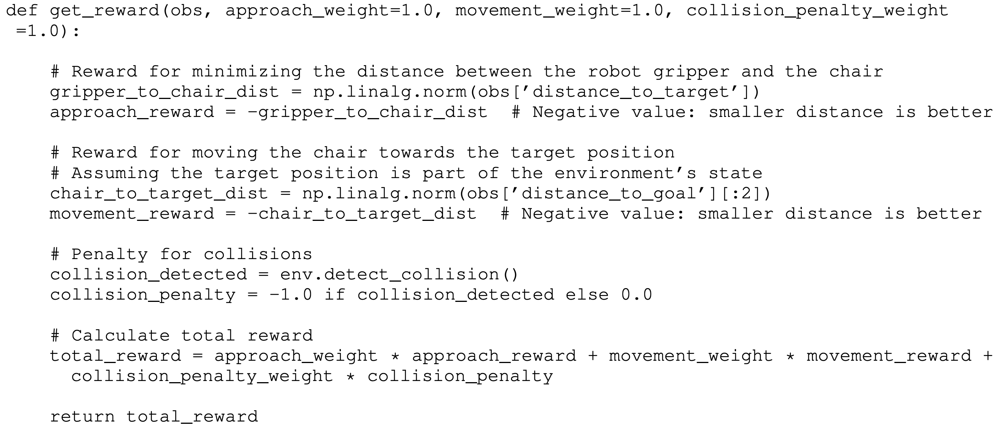 def get_reward(obs, approach_weight=1.0, movement_weight=1.0, collision_penalty_weight
=1.0):
# Reward for minimizing the distance between the robot gripper and the chair
gripper_to_chair_dist = np.linalg.norm(obs[′distance_to_target′])
approach_reward = -gripper_to_chair_dist # Negative value: smaller distance is better
# Reward for moving the chair towards the target position
# Assuming the target position is part of the environment′s state
chair_to_target_dist = np.linalg.norm(obs[′distance_to_goal′][:2])
movement_reward = -chair_to_target_dist # Negative value: smaller distance is better
# Penalty for collisions
collision_detected = env.detect_collision()
collision_penalty = -1.0 if collision_detected else 0.0
# Calculate total reward
total_reward = approach_weight * approach_reward + movement_weight * movement_reward +
collision_penalty_weight * collision_penalty
return total_reward